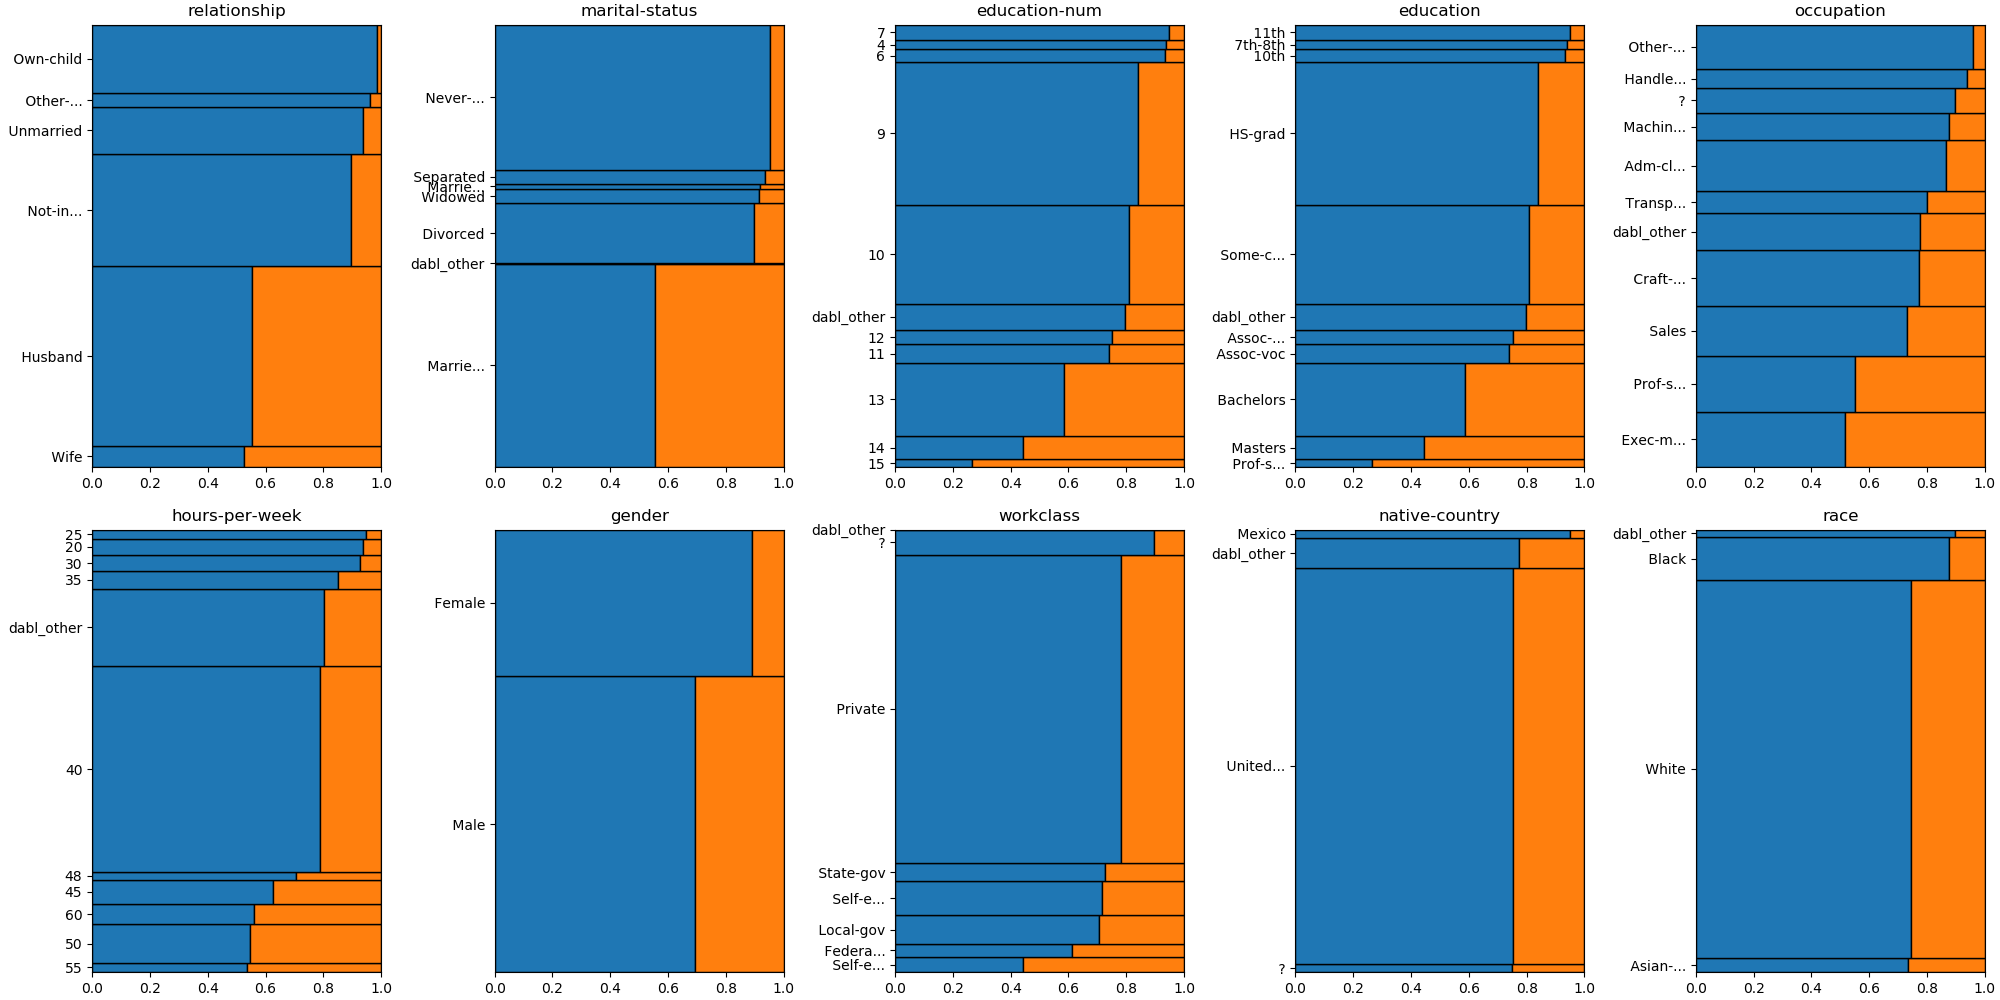 relationship
Own-child
Other-...
Unmarried
Not-in...
Husband
Wife
0.0 0.2 0.4 0.6 0.8 1.0
marital-status
Never-...
Separated
Marrie...
Widowed
Divorced
dabl_other
Marrie...
0.0 0.2 0.4 0.6 0.8 1.0
education-num
7
4
6
9
10
dabl_other
12
11
13
14
15
0.0 0.2 0.4 0.6 0.8 1.0
education
11th
7th-8th
10th
HS-grad
Some-c...
dabl_other
Assoc-...
Assoc-voc
Bachelors
Masters
Prof-s...
0.0 0.2 0.4 0.6 0.8 1.0
occupation
Other-...
Handle...
?
Machin...
Adm-cl...
Transp...
dabl_other
Craft-...
Sales
Prof-s...
Exec-m...
0.0 0.2 0.4 0.6 0.8 1.0
hours-per-week
25
20
30
35
dabl_other
40
48
45
60
50
55
0.0 0.2 0.4 0.6 0.8 1.0
gender
Female
Male
0.0 0.2 0.4 0.6 0.8 1.0
workclass
dabl_other
?
Private
State-gov
Self-e...
Local-gov
Federa...
Self-e...
0.0 0.2 0.4 0.6 0.8 1.0
native-country
Mexico
dabl_other
United...
?
0.0 0.2 0.4 0.6 0.8 1.0
race
dabl_other
Black
White
Asian-...
0.0 0.2 0.4 0.6 0.8 1.0